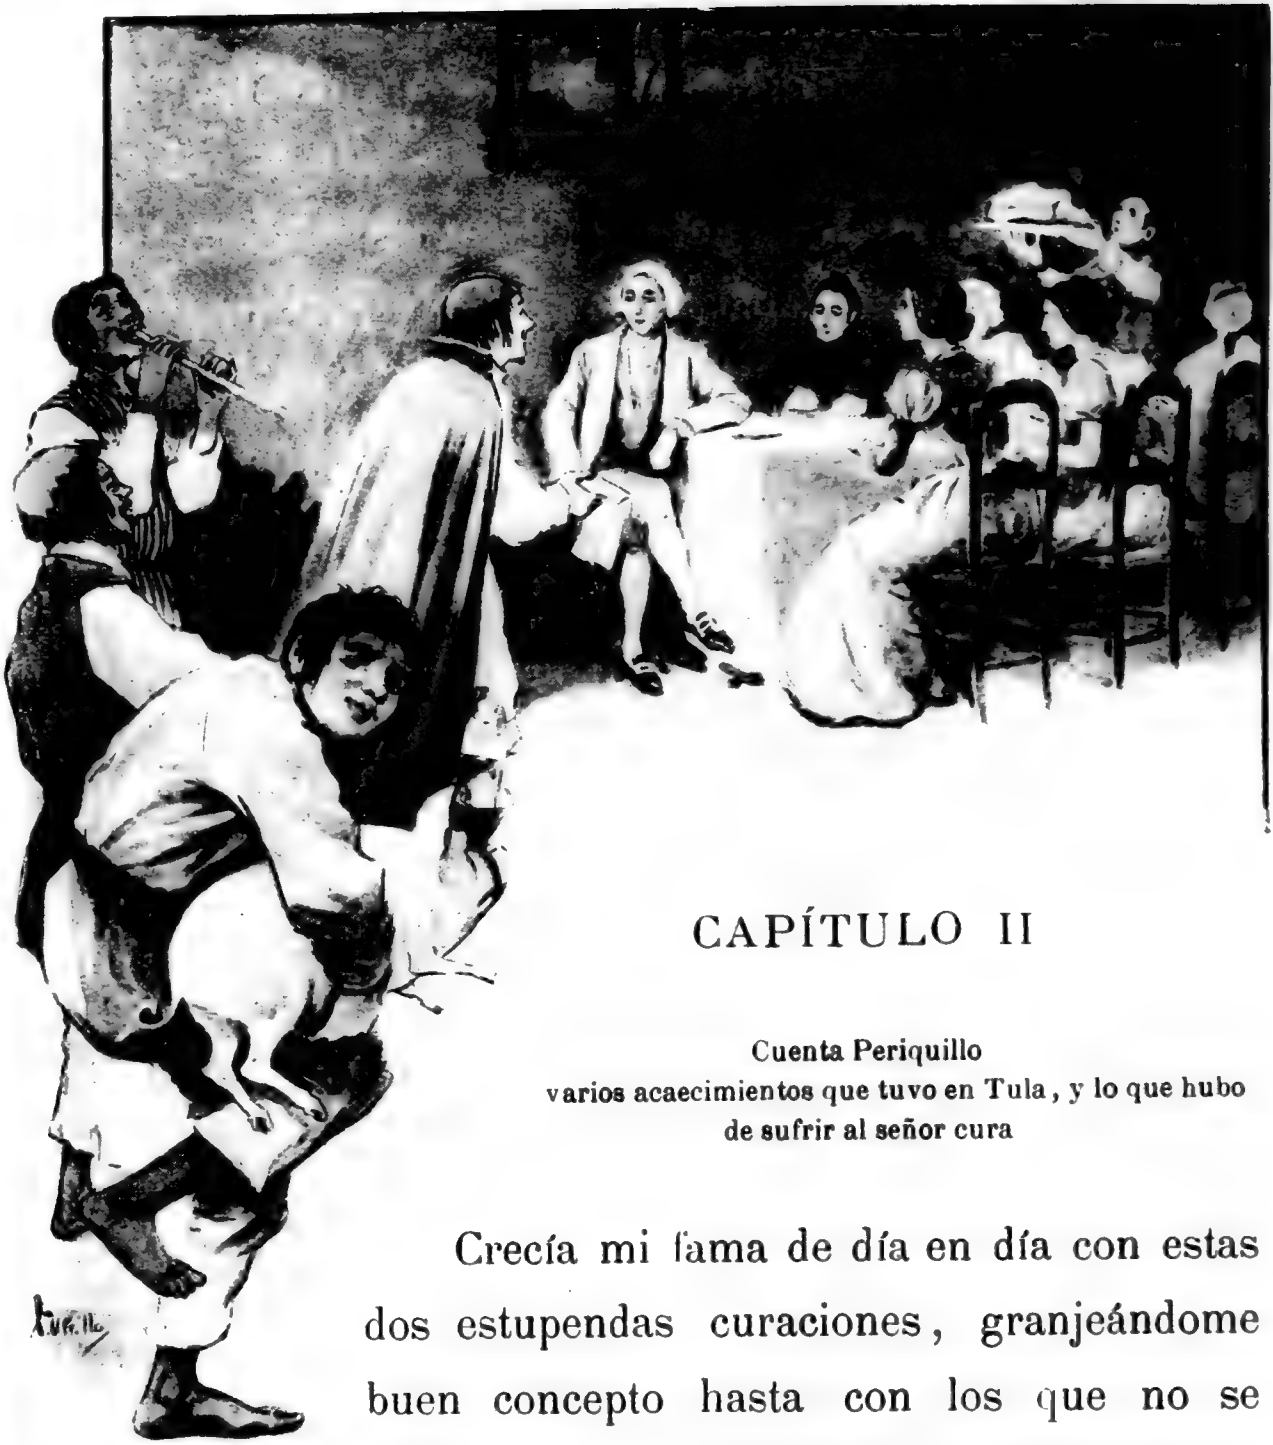 CAPÍTULO II
Cuenta Periquillo
varios acaecimientos que tuvo en Tula, y lo que hubo
de sufrir al señor cura
Crecía mi fama de día en día con estas
dos estupendas curaciones, granjeándome
buen concepto hasta con los que no se